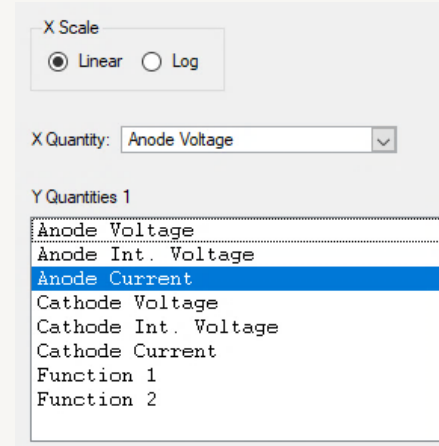 X Scale
Linear Log
X Quantity: Anode Voltage
Y Quantities 1
Anode Voltage
Anode Int. Voltage
Anode Current
Cathode Voltage
Cathode Int. Voltage
Cathode Current
Function 1
Function 2